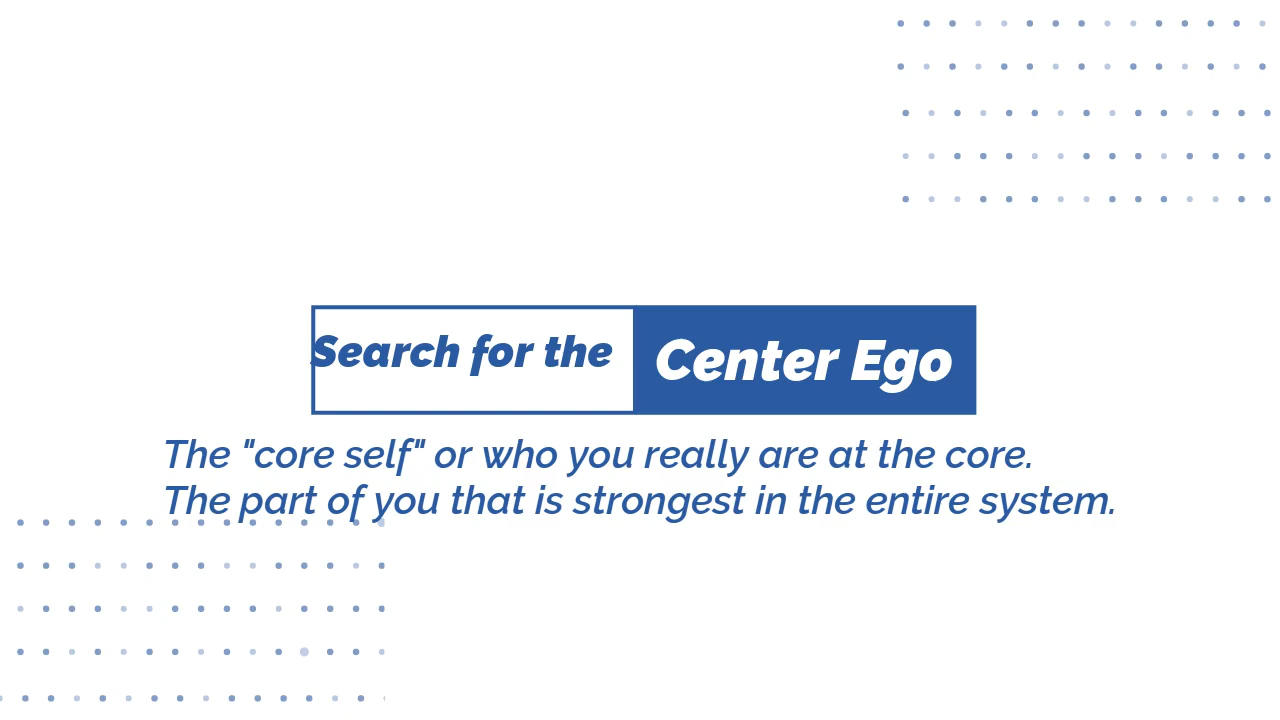 Search for the Center Ego
The "core self" or who you really are at the core.
The part of you that is strongest in the entire system.